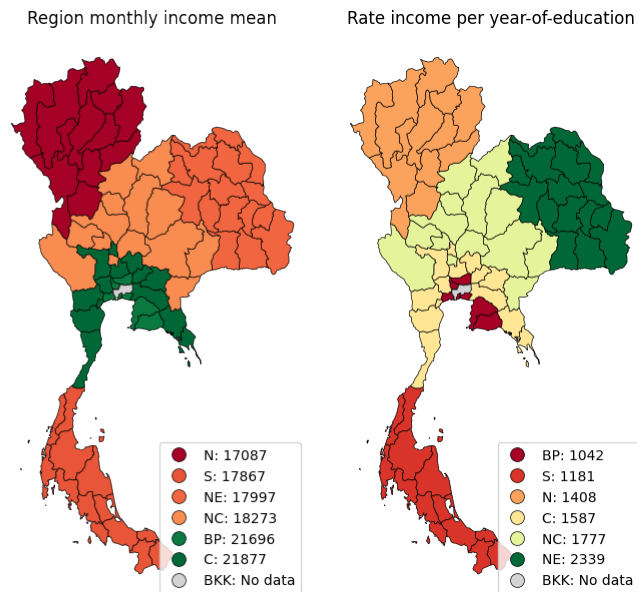 Region monthly income mean
Rate income per year-of-education
N: 17087
S: 17867
NE: 17997
NC: 18273
BP: 21696
C: 21877
BKK: No data
BP: 1042
S: 1181
N: 1408
C: 1587
NC: 1777
NE: 2339
BKK: No data